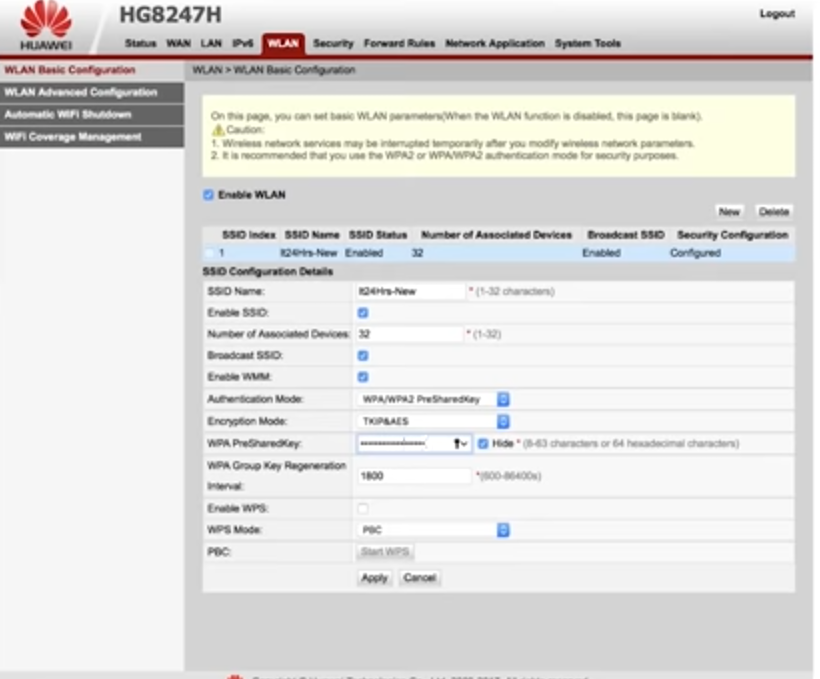 HG8247H
Logout
HUAWEI
Status WAN LAN IPv6 WLAN Security Forward Rules Network Application System Tools
WLAN Basic Configuration
WLAN > WLAN Basic Configuration
WLAN Advanced Configuration
Automatic WiFi Shutdown
WiFi Coverage Management
On this page, you can set basic WLAN parameters(When the WLAN function is disabled, this page is blank).
Caution:
1. Wireless network services may be interrupted temporarily after you modify wireless network parameters.
2. It is recommended that you use the WPA2 or WPA/WPA2 authentication mode for security purposes.
Enable WLAN
New Delete
SSID Index SSID Name SSID Status Number of Associated Devices Broadcast SSID Security Configuration
1 It24Hrs-New Enabled 32 Enabled Configured
SSID Configuration Details
SSID Name: It24Hrs-New * (1-32 characters)
Enable SSID:
Number of Associated Devices: 32 * (1-32)
Broadcast SSID:
Enable WMM:
Authentication Mode: WPA/WPA2 PreSharedKey
Encryption Mode: TKIP&AES
WPA PreSharedKey: Hide * (8-63 characters or 64 hexadecimal characters)
WPA Group Key Regeneration
Interval: 1800 *(600-86400s)
Enable WPS:
WPS Mode: PBC
PBC: Start WPS
Apply Cancel